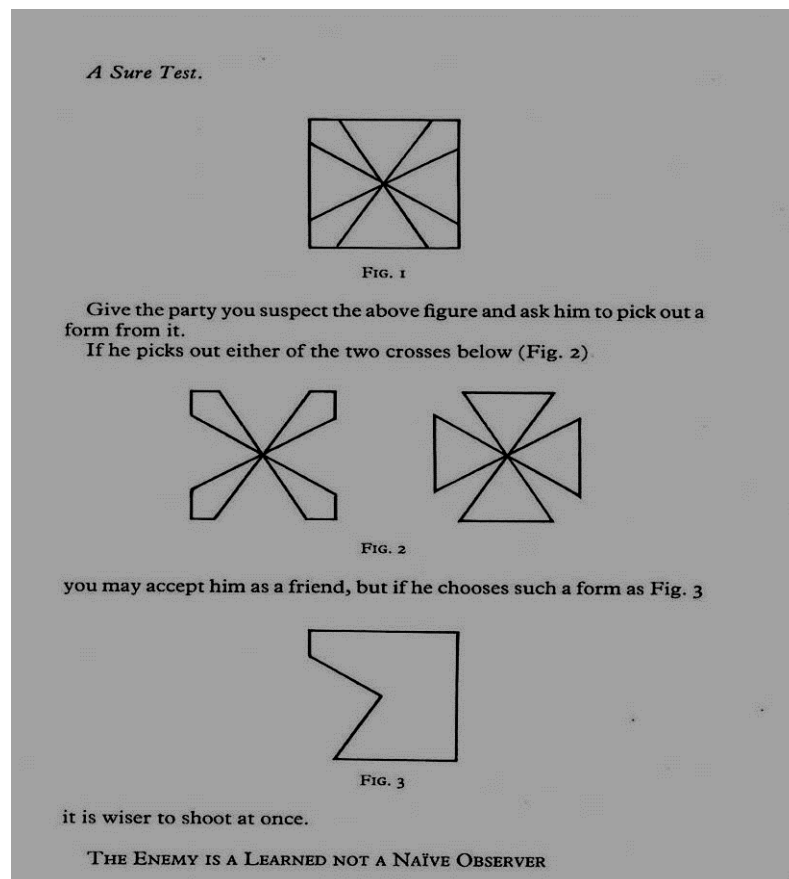 A Sure Test.
FIG. 1
Give the party you suspect the above figure and ask him to pick out a
form from it.
If he picks out either of the two crosses below (Fig. 2)
FIG. 2
you may accept him as a friend, but if he chooses such a form as Fig. 3
FIG. 3
it is wiser to shoot at once.
THE ENEMY IS A LEARNED NOT A NAÏVE OBSERVER